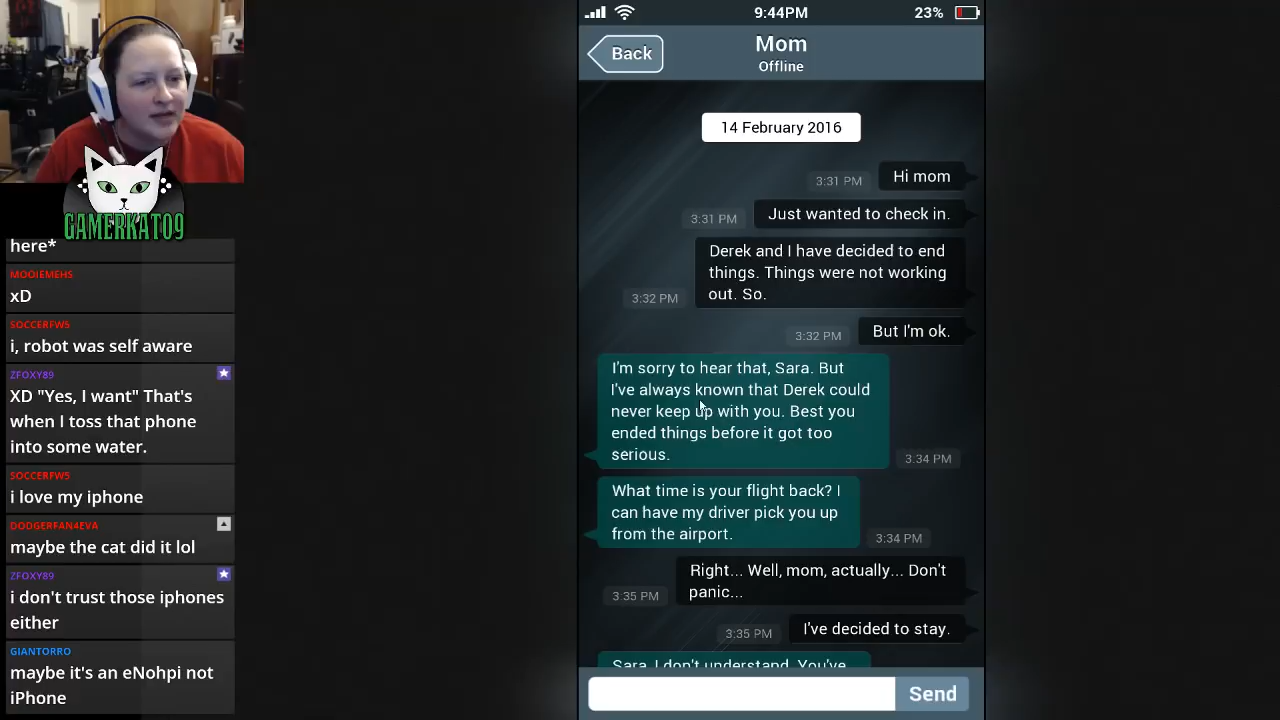 9:44PM
23%
Back
Mom
Offline
14 February 2016
Hi mom
3:31 PM
Just wanted to check in.
3:31 PM
Derek and I have decided to end
things. Things were not working
out. So.
3:32 PM
But I'm ok.
3:32 PM
I'm sorry to hear that, Sara. But
I've always known that Derek could
never keep up with you. Best you
ended things before it got too
serious.
3:34 PM
What time is your flight back? I
can have my driver pick you up
from the airport.
3:34 PM
Right... Well, mom, actually... Don't
panic...
3:35 PM
I've decided to stay.
3:35 PM
Sara, I don't understand. You've
Send
GAMERKAT09
here*
MOOIEMEHS
xD
SOCCERFW5
i, robot was self aware
ZFOXY89
XD "Yes, I want" That's
when I toss that phone
into some water.
SOCCERFW5
i love my iphone
DODGERFAN4EVA
maybe the cat did it lol
ZFOXY89
i don't trust those iphones
either
GIANTORRO
maybe it's an eNohpi not
iPhone